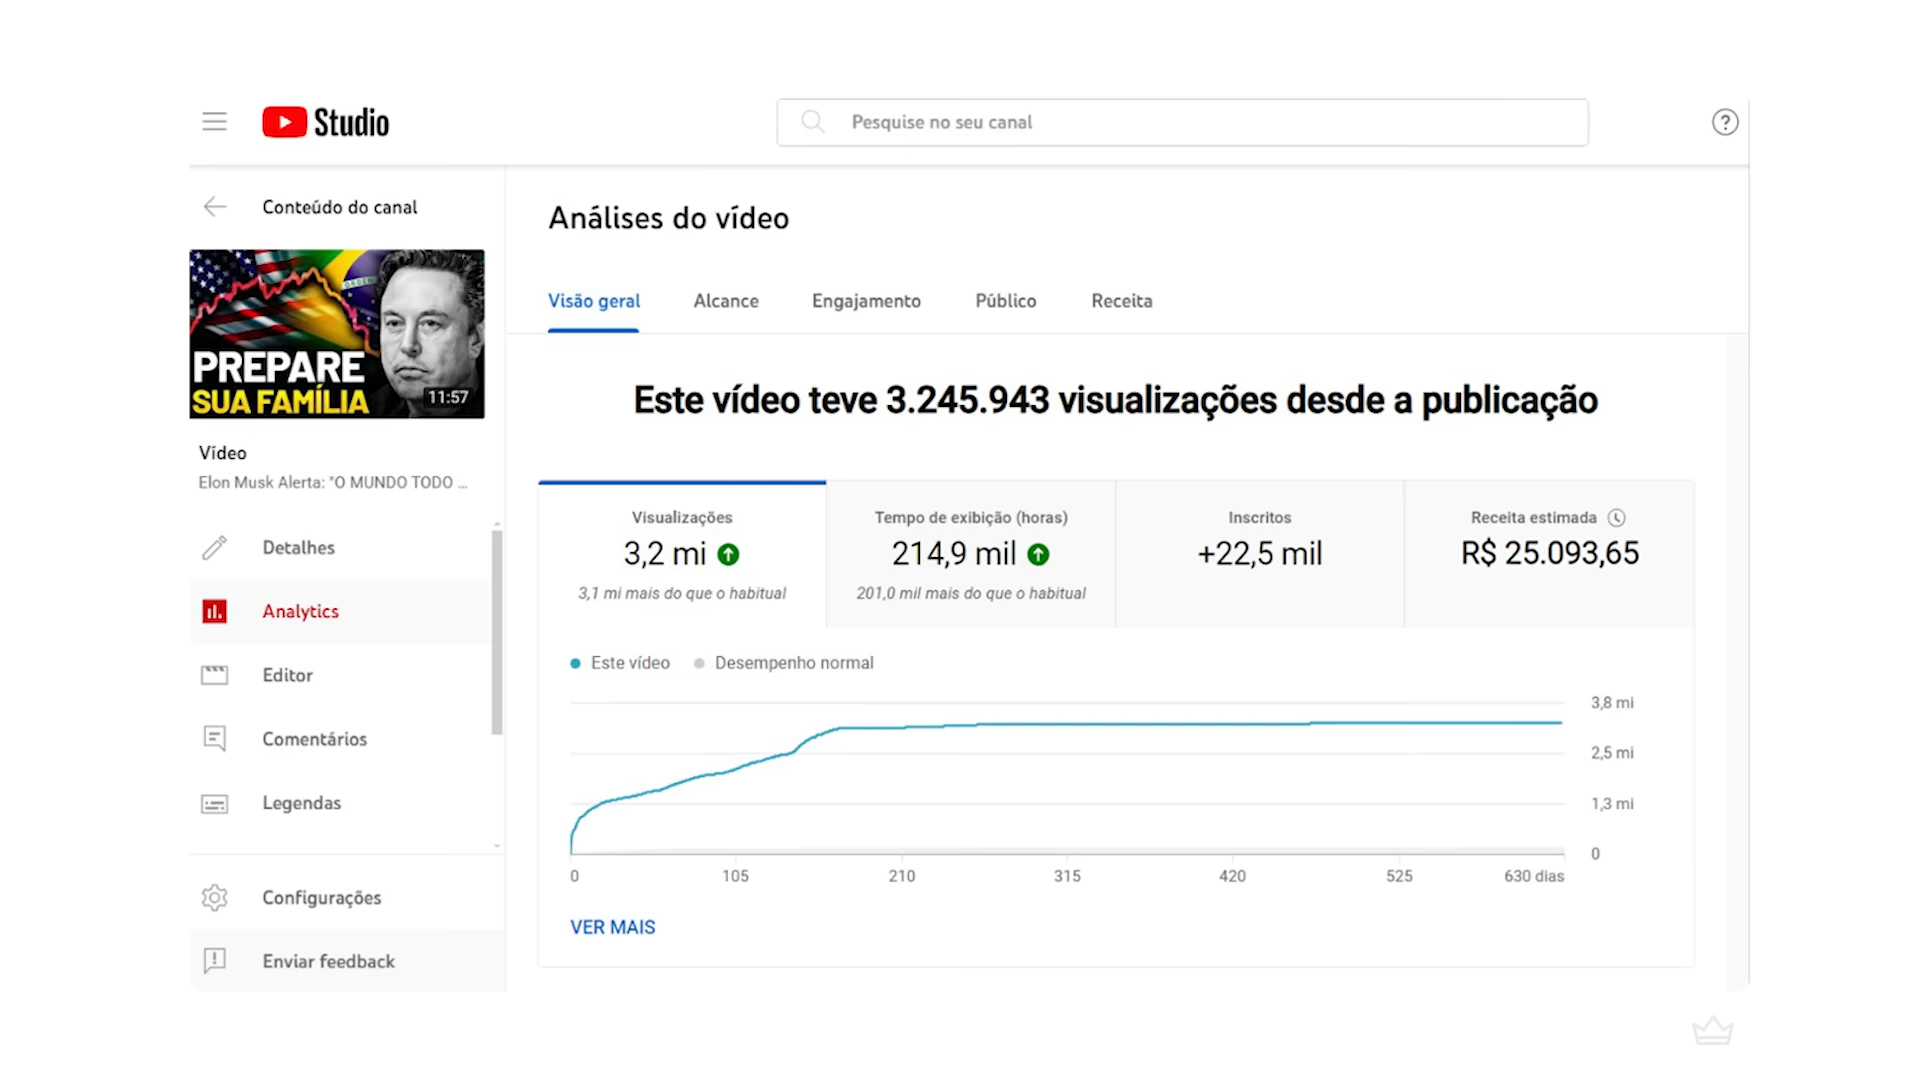 Studio
Pesquise no seu canal
?
Conteúdo do canal
Análises do vídeo
ORDEM
PREPARE
SUA FAMÍLIA
11:57
Visão geral
Alcance
Engajamento
Público
Receita
Este vídeo teve 3.245.943 visualizações desde a publicação
Vídeo
Elon Musk Alerta: "O MUNDO TODO ...
Visualizações
3,2 mi
3,1 mi mais do que o habitual
Tempo de exibição (horas)
214,9 mil
201,0 mil mais do que o habitual
Inscritos
+22,5 mil
Receita estimada
R$ 25.093,65
Detalhes
Analytics
Editor
Comentários
Legendas
Configurações
Enviar feedback
Este vídeo
Desempenho normal
3,8 mi
2,5 mi
1,3 mi
0
0
105
210
315
420
525
630 dias
VER MAIS